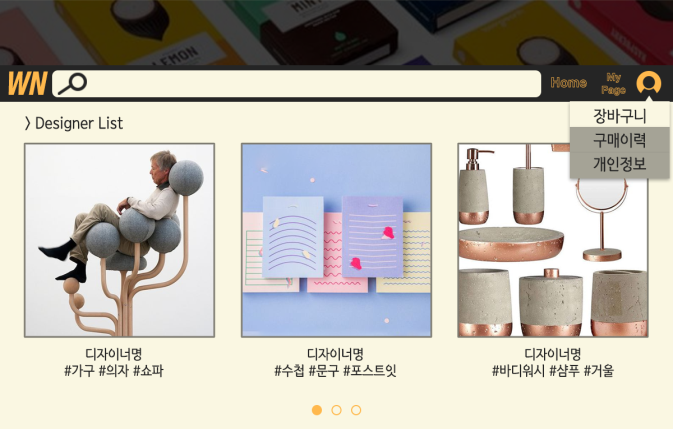 MINT
LEMON
WN
Home
My
Page
장바구니
구매이력
개인정보
> Designer List
디자이너명
#가구 #의자 #쇼파
디자이너명
#수첩 #문구 #포스트잇
디자이너명
#바디워시 #샴푸 #거울